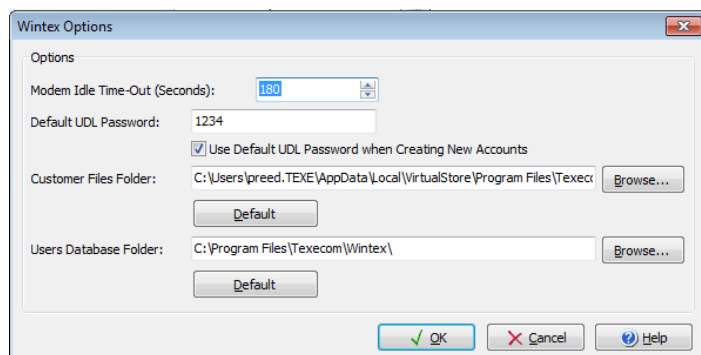 Wintex Options
Options
Modem Idle Time-Out (Seconds): 180
Default UDL Password: 1234
Use Default UDL Password when Creating New Accounts
Customer Files Folder: C:\Users\preed.TEXE\AppData\Local\VirtualStore\Program Files\Texeco Browse...
Default
Users Database Folder: C:\Program Files\Texecom\Wintex\ Browse...
Default
OK Cancel Help